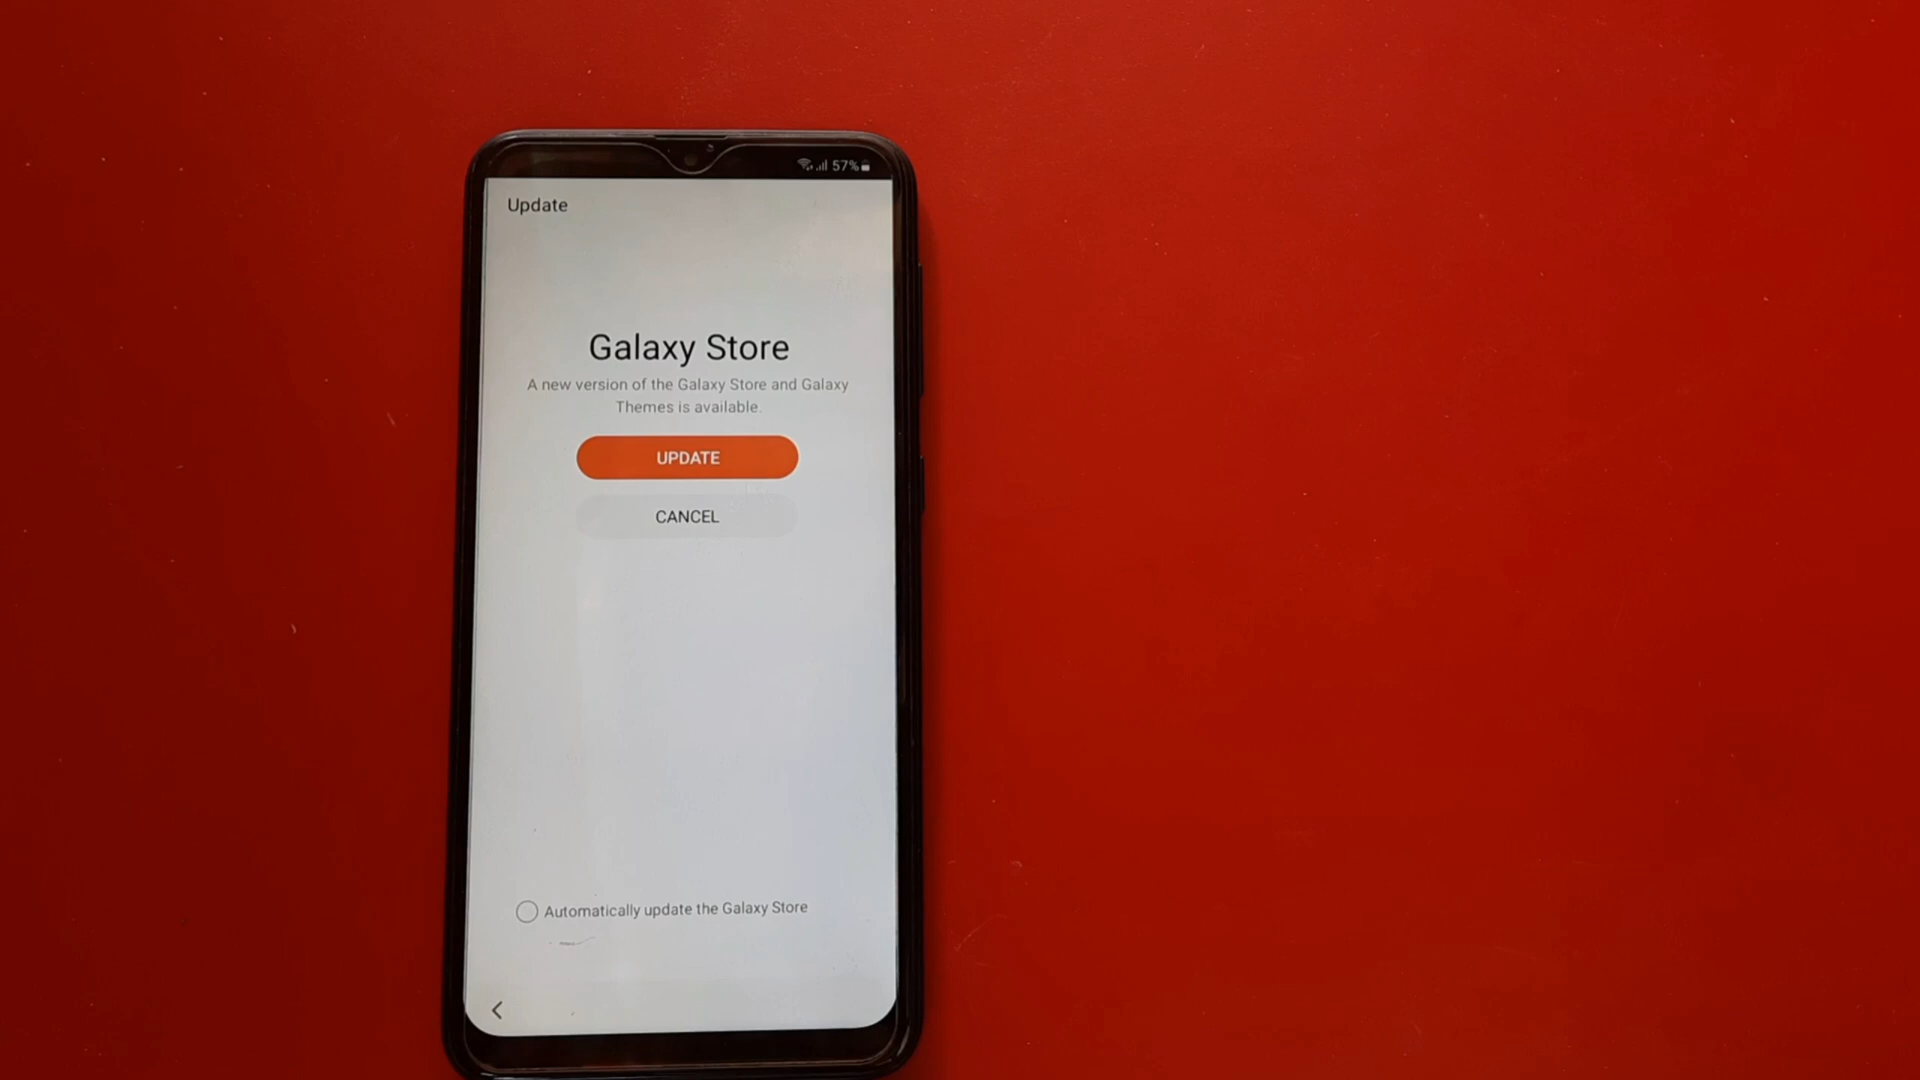 57%
Update
Galaxy Store
A new version of the Galaxy Store and Galaxy
Themes is available.
UPDATE
CANCEL
Automatically update the Galaxy Store